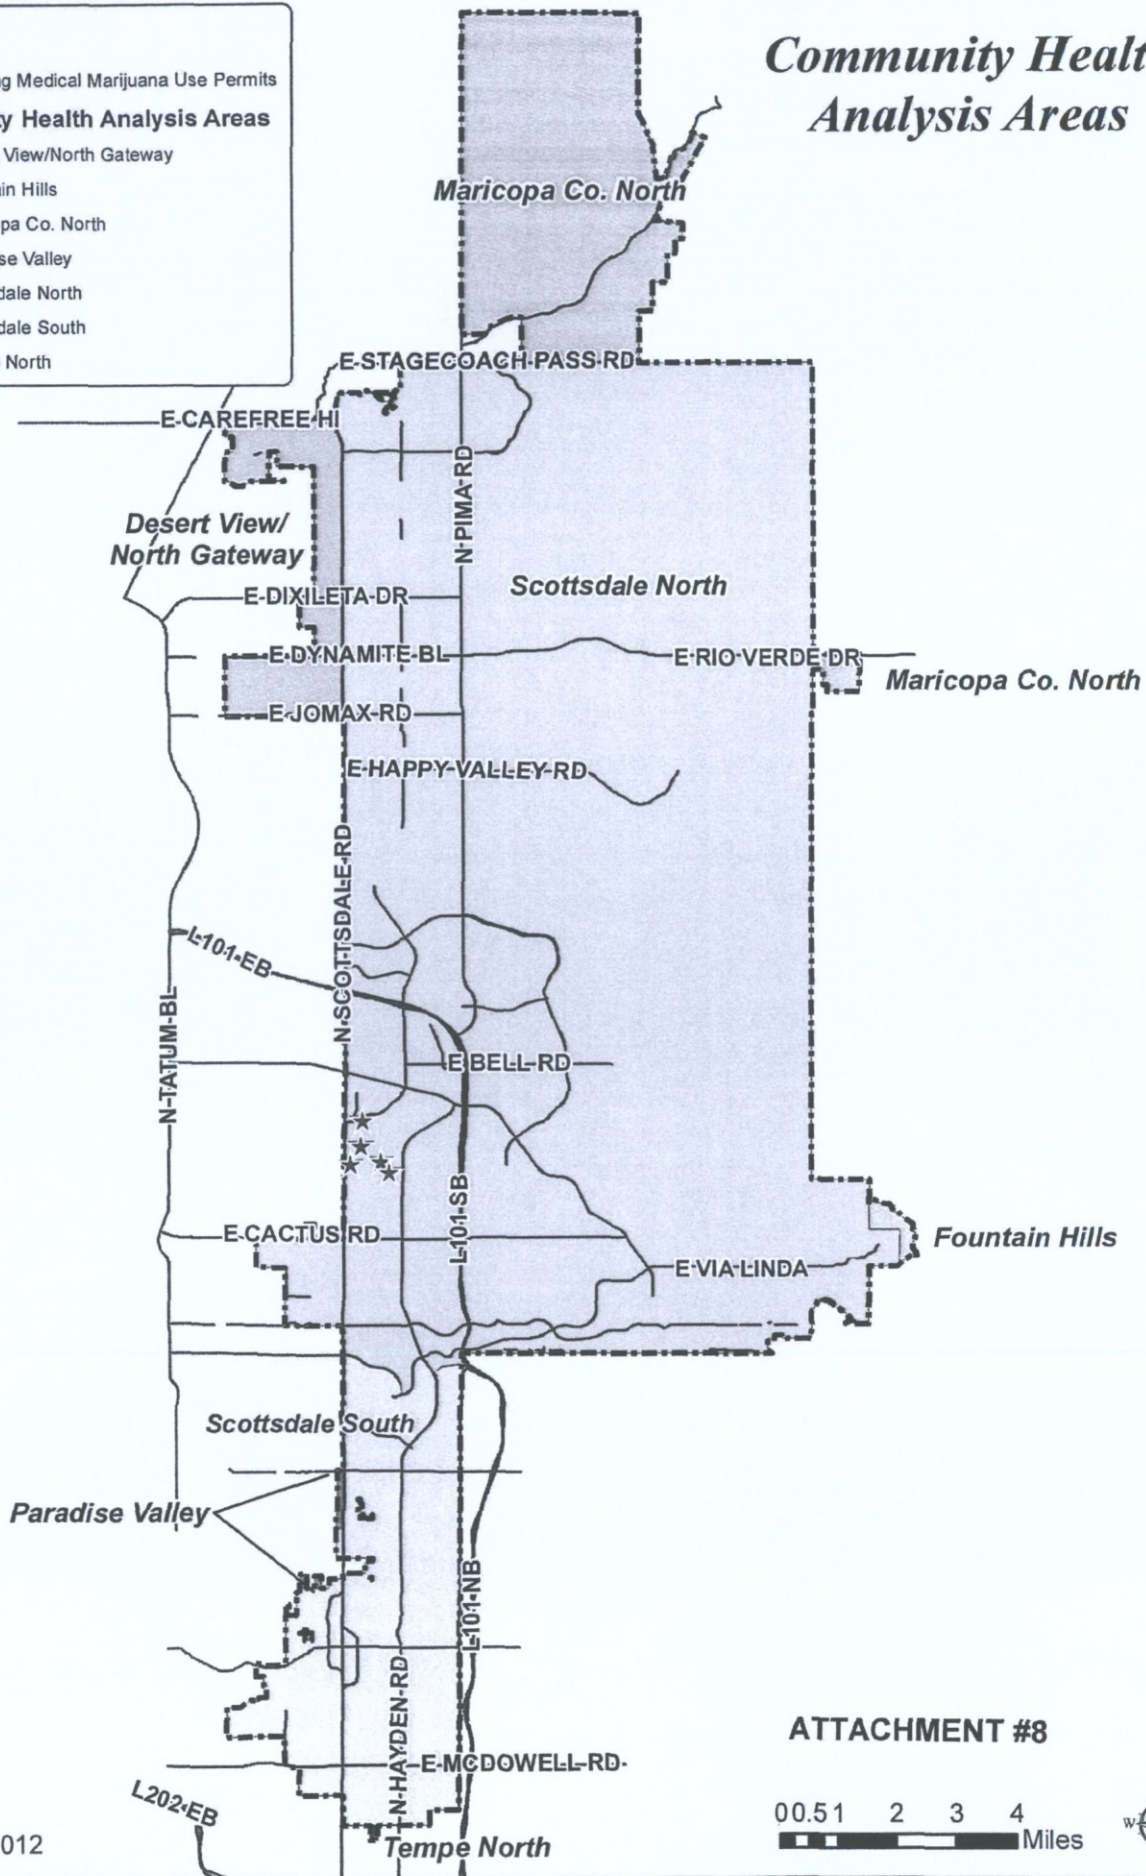 Community Healt
Analysis Areas
g Medical Marijuana Use Permits
y Health Analysis Areas
View/North Gateway
in Hills
pa Co. North
se Valley
dale North
dale South
North
Maricopa Co. North
E STAGECOACH PASS RD
E CAREFREE HI
N PIMA RD
Desert View/
North Gateway
Scottsdale North
E DIXILETA DR
E DYNAMITE BL
E RIO VERDE DR
Maricopa Co. North
E JOMAX RD
E HAPPY VALLEY RD
N SCOTTSDALE RD
L101 EB
N TATUM BL
E BELL RD
L101 SB
E CACTUS RD
Fountain Hills
E VIA LINDA
Scottsdale South
Paradise Valley
L101 NB
N HAYDEN RD
ATTACHMENT #8
E MCDOWELL RD
L202 EB
0 0.5 1 2 3 4
Miles
W
012
Tempe North